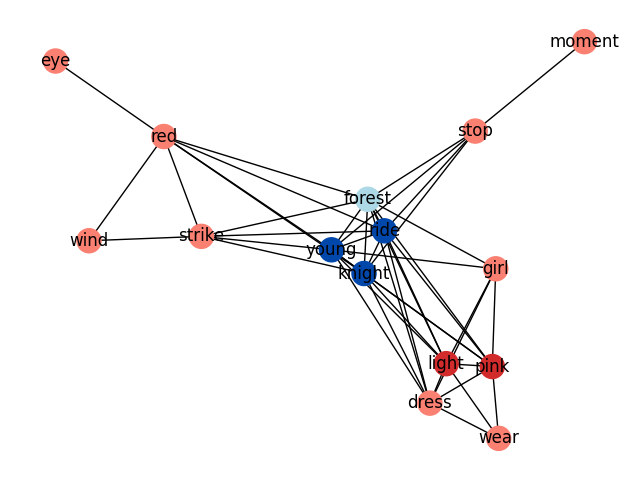 moment
eye
stop
red
forest
ride
strike
wind
young
girl
knight
light
pink
dress
wear